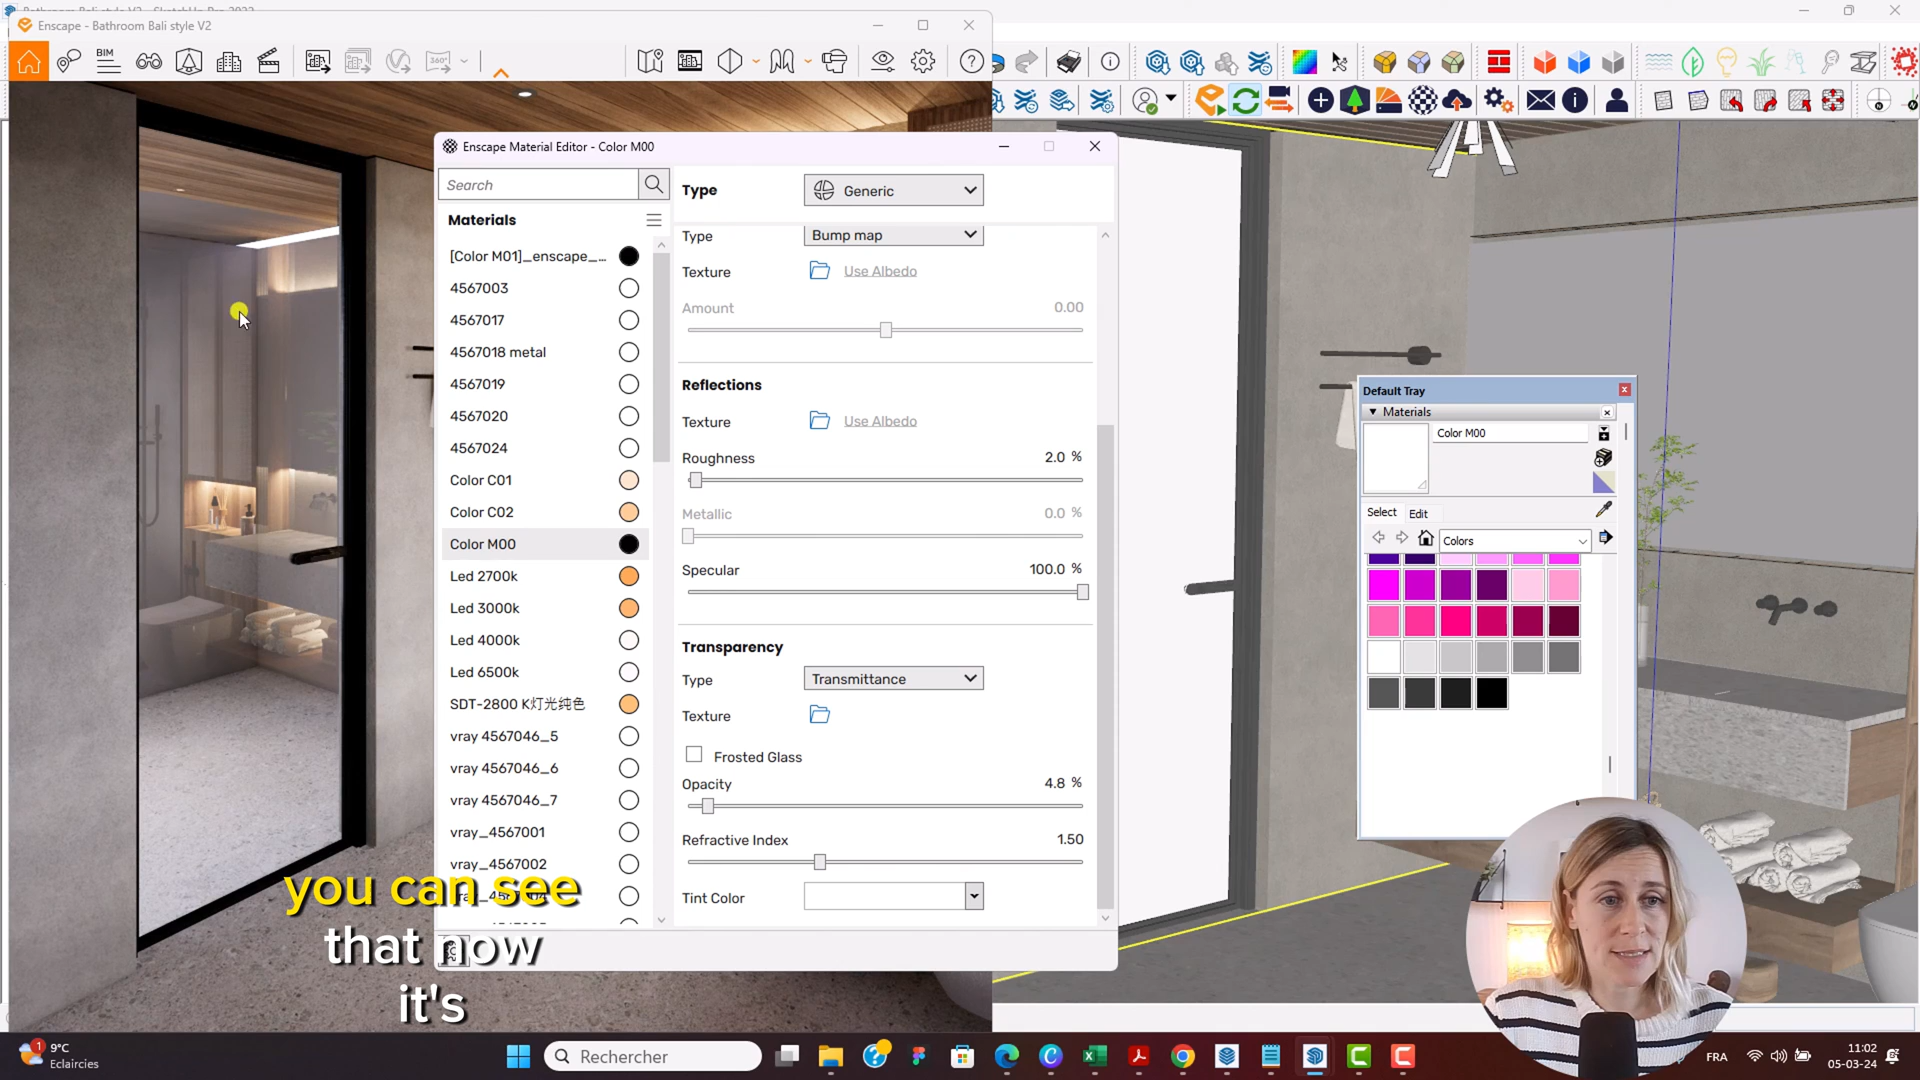 Enscape - Bathroom Bali style V2
BIM
360°
Enscape Material Editor - Color M00
Search
Materials
[Color M01]_enscape_...
4567003
4567017
4567018 metal
4567019
4567020
4567024
Color C01
Color C02
Color M00
Led 2700k
Led 3000k
Led 4000k
Led 6500k
SDT-2800 K灯光纯色
vray 4567046_5
vray 4567046_6
vray 4567046_7
vray_4567001
vray_4567002
Type
Generic
Type
Bump map
Texture
Use Albedo
Amount
0.00
Reflections
Texture
Use Albedo
Roughness
2.0 %
Metallic
0.0 %
Specular
100.0 %
Transparency
Type
Transmittance
Texture
Frosted Glass
Opacity
4.8 %
Refractive Index
1.50
Tint Color
Default Tray
Materials
Color M00
Select
Edit
Colors
you can see
that now
it's
1
9°C
Eclaircies
Rechercher
FRA
11:02
05-03-24